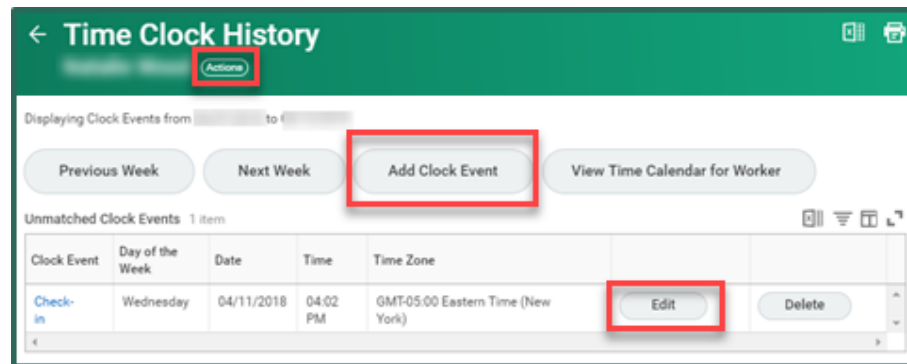 Time Clock History
Actions
Displaying Clock Events from to
Previous Week Next Week Add Clock Event View Time Calendar for Worker
Unmatched Clock Events 1 item
Clock Event Day of the Week Date Time Time Zone
Check-in Wednesday 04/11/2018 04:02 PM GMT-05:00 Eastern Time (New York) Edit Delete